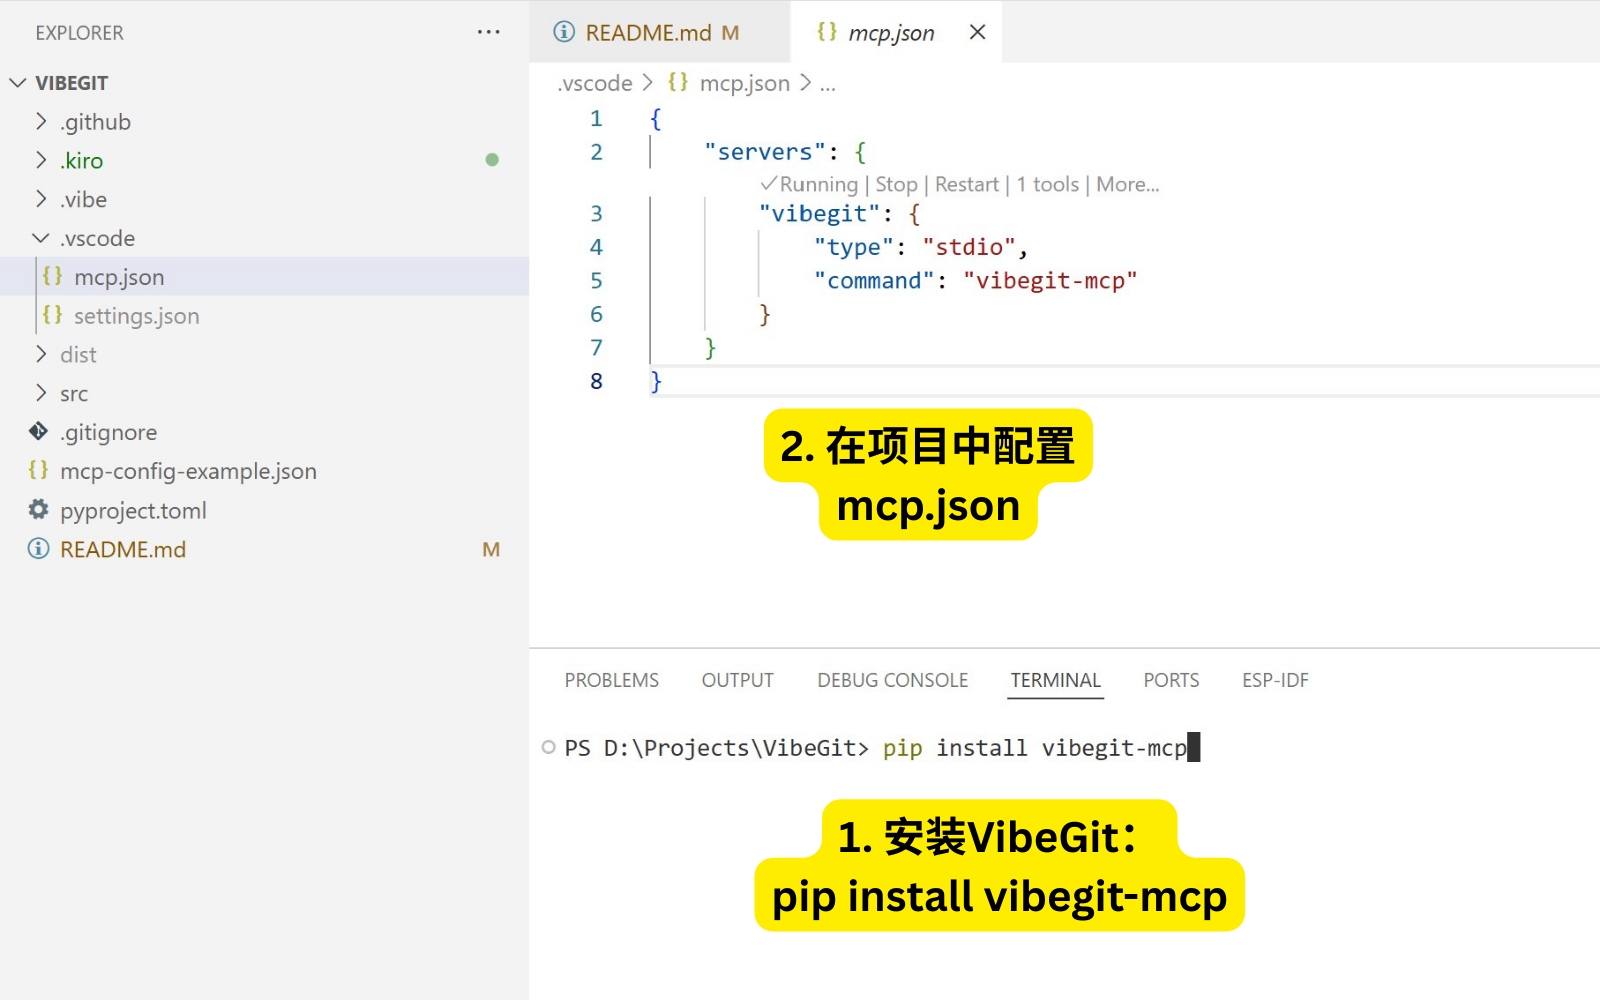 EXPLORER ...
VIBEGIT
.github
.kiro
.vibe
.vscode
{} mcp.json
{} settings.json
dist
src
.gitignore
{} mcp-config-example.json
pyproject.toml
README.md M
README.md M {} mcp.json
.vscode > {} mcp.json > ...
1 {
2 "servers": {
✓Running | Stop | Restart | 1 tools | More...
3 "vibegit": {
4 "type": "stdio",
5 "command": "vibegit-mcp"
6 }
7 }
8 }
2. 在项目中配置
mcp.json
PROBLEMS OUTPUT DEBUG CONSOLE TERMINAL PORTS ESP-IDF
PS D:\Projects\VibeGit> pip install vibegit-mcp
1. 安装VibeGit：
pip install vibegit-mcp